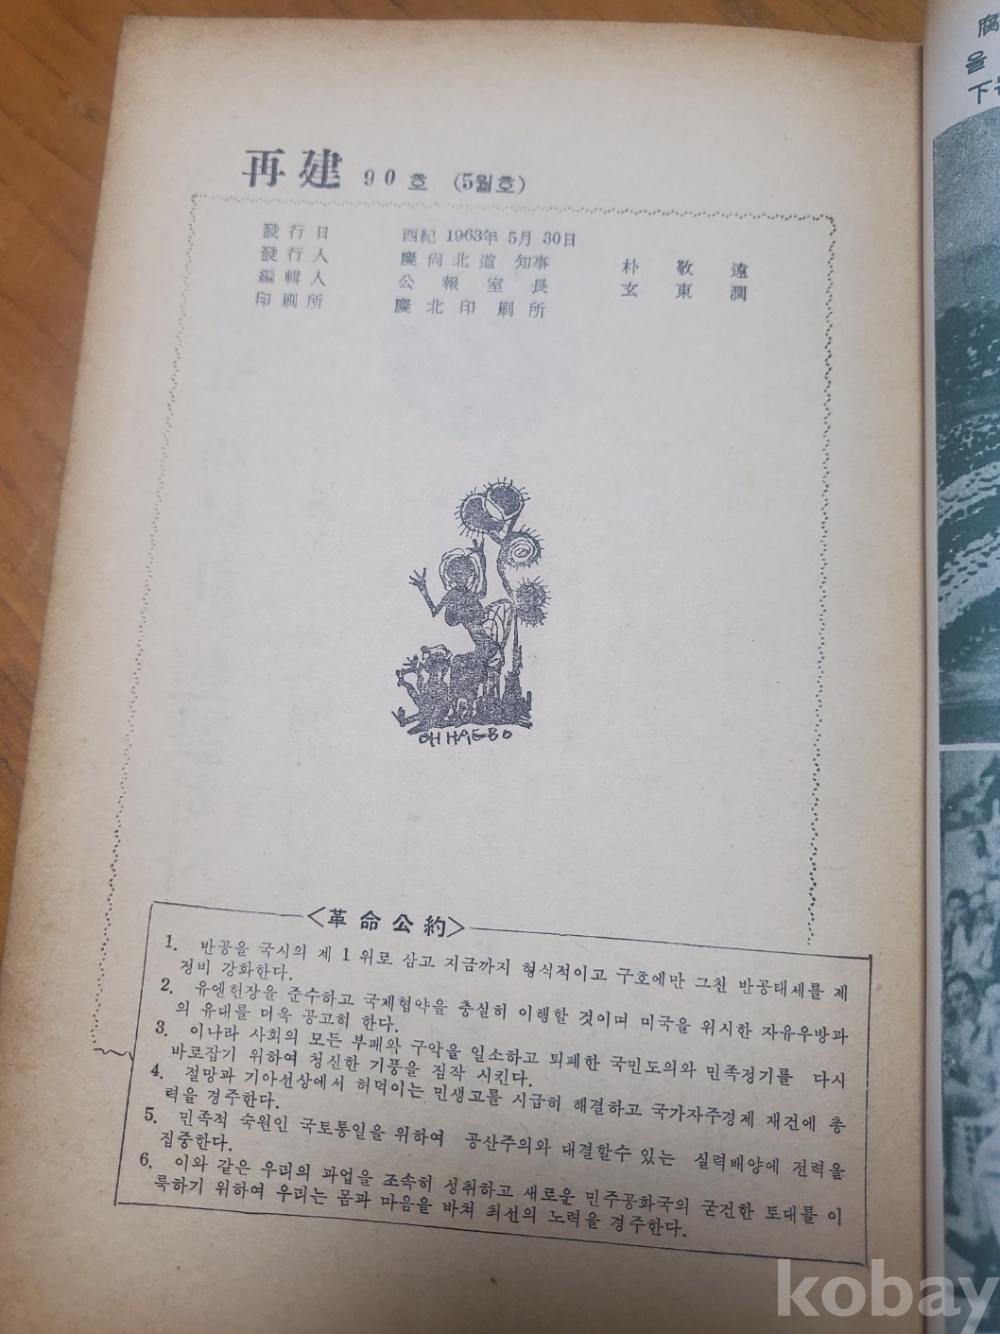 再建 90호 (5월호)
發行日 西紀 1963年 5月 30日
發行人 慶尙北道 知事 朴敬遠
編輯人 公報室長 玄東潤
印刷所 慶北印刷所
OH HAE BO
<革命公約>
1. 반공을 국시의 제 1 위로 삼고 지금까지 형식적이고 구호에만 그친 반공태세를 제
정비 강화한다.
2. 유엔헌장을 준수하고 국제협약을 충실히 이행할 것이며 미국을 위시한 자유우방과
의 유대를 더욱 공고히 한다.
3. 이나라 사회의 모든 부패와 구악을 일소하고 퇴폐한 국민도의와 민족정기를 다시
바로잡기 위하여 청신한 기풍을 짐작 시킨다.
4. 절망과 기아선상에서 허먹이는 민생고를 시급히 해결하고 국가자주경제 재건에 총
력을 경주한다.
5. 민족적 숙원인 국토통일을 위하여 공산주의와 대결할수 있는 실력배양에 전력을
집중한다.
6. 이와 같은 우리의 과업을 조속히 성취하고 새로운 민주공화국의 굳건한 토대를 이
룩하기 위하여 우리는 몸과 마음을 바쳐 최선의 노력을 경주한다.
腐
을
下
kobay